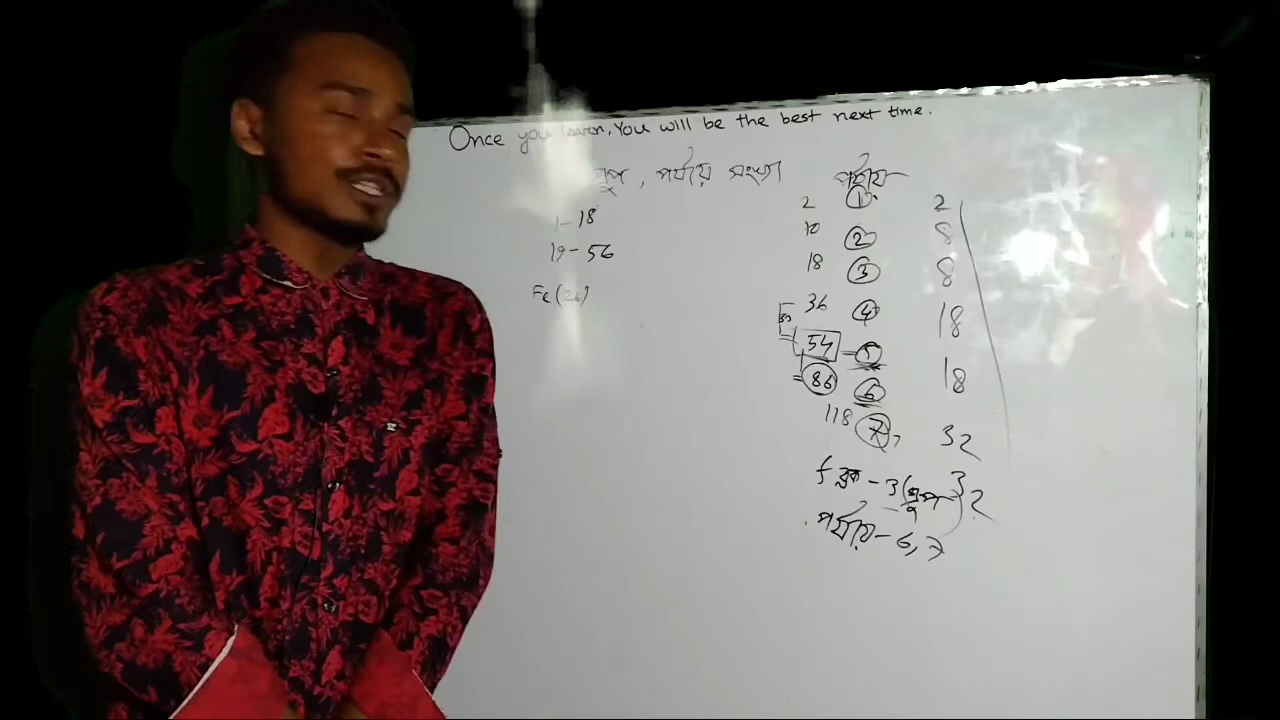 Once you learn, You will be the best next time.
গ্রুপ, পর্যায় সংখ্যা পর্যায়
1-18
19-56
Fe(26)
2 1 2
10 2 8
18 3 8
36 4 18
= 54 - 5 18
= 86 6 32
118 7
f ব্লক - 3 (গ্রুপ)
পর্যায় - 6, 7